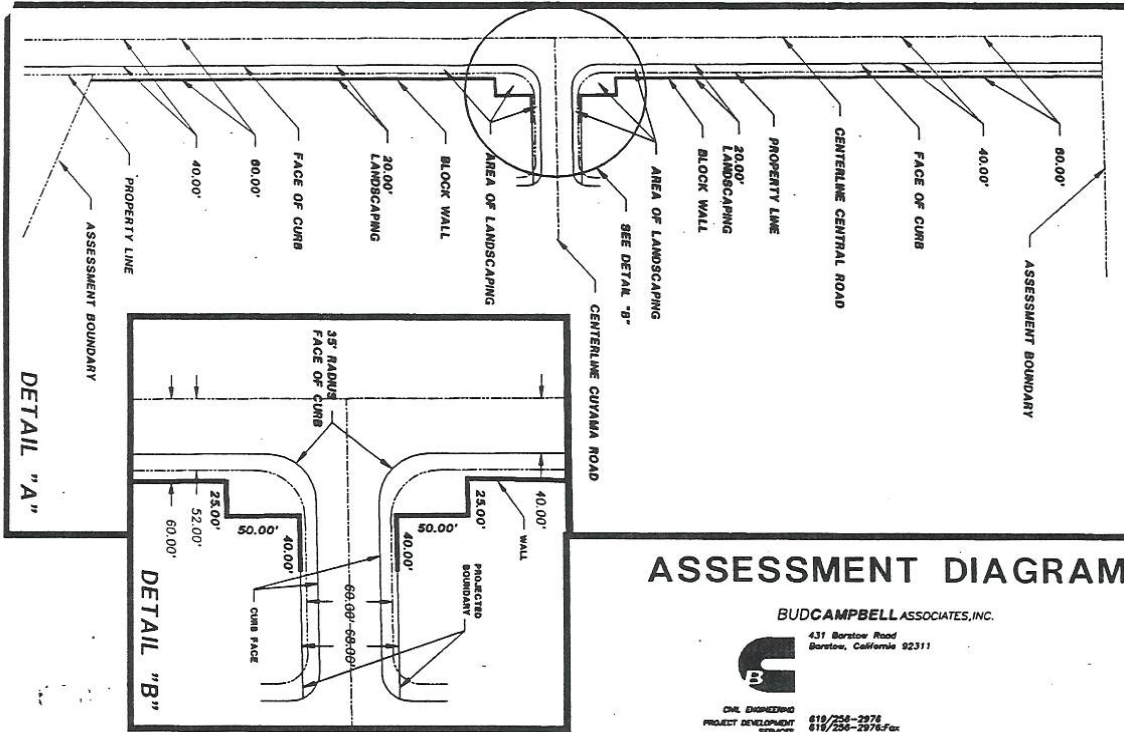 60.00'
40.00'
PROPERTY LINE
ASSESSMENT BOUNDARY
40.00'
60.00'
FACE OF CURB
20.00'
LANDSCAPING
BLOCK WALL
AREA OF LANDSCAPING
CENTERLINE CUYAMA ROAD
SEE DETAIL "B"
AREA OF LANDSCAPING
BLOCK WALL
20.00'
LANDSCAPING
PROPERTY LINE
CENTERLINE CENTRAL ROAD
FACE OF CURB
40.00'
ASSESSMENT BOUNDARY
DETAIL "A"
35' RADIUS
FACE OF CURB
40.00'
WALL
25.00'
50.00'
40.00'
25.00'
52.00'
60.00'
50.00'
40.00'
60.00'
68.00'
PROJECTED
BOUNDARY
CURB FACE
DETAIL "B"
ASSESSMENT DIAGRAM
BUDCAMPBELL ASSOCIATES, INC.
431 Barstow Road
Barstow, California 92311
B
CIVIL ENGINEERING
PROJECT DEVELOPMENT
SERVICES
619/256-2976
619/256-2976:Fax